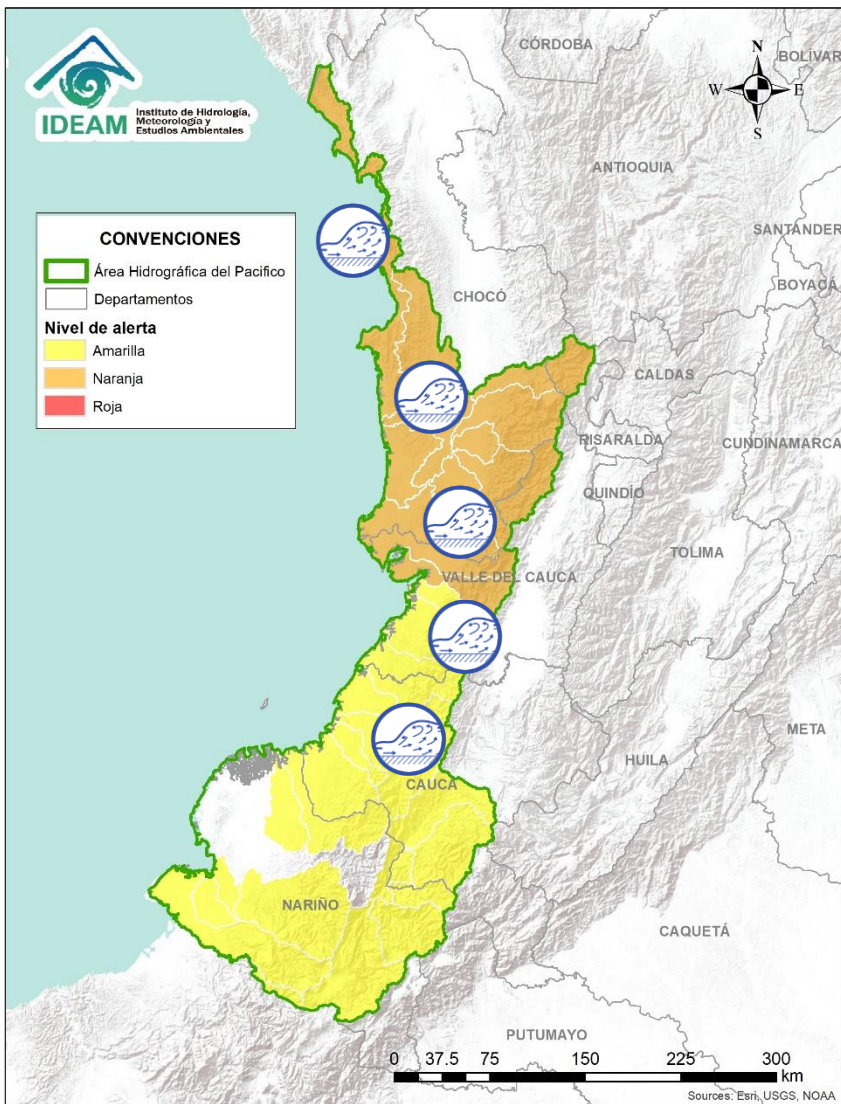 IDEAM
Instituto de Hidrología,
Meteorología y
Estudios Ambientales
N
W
E
S
CÓRDOBA
BOLÍVAR
ANTIOQUIA
SANTANDER
BOYACÁ
CONVENCIONES
Área Hidrográfica del Pacifico
Departamentos
Nivel de alerta
Amarilla
Naranja
Roja
CHOCÓ
CALDAS
RISARALDA
CUNDINAMARCA
QUINDÍO
TOLIMA
VALLE DEL CAUCA
META
HUILA
CAUCA
NARIÑO
CAQUETÁ
PUTUMAYO
0 37.5 75 150 225 300
km
Sources: Esri, USGS, NOAA